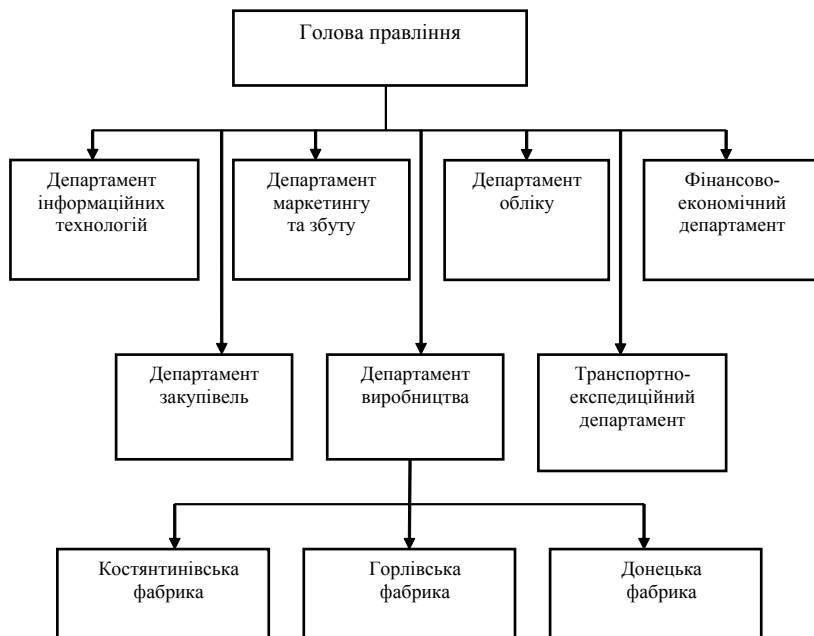 Голова правління
Департамент
інформаційних
технологій
Департамент
маркетингу
та збуту
Департамент
обліку
Фінансово-
економічний
департамент
Департамент
закупівель
Департамент
виробництва
Транспортно-
експедиційний
департамент
Костянтинівська
фабрика
Горлівська
фабрика
Донецька
фабрика